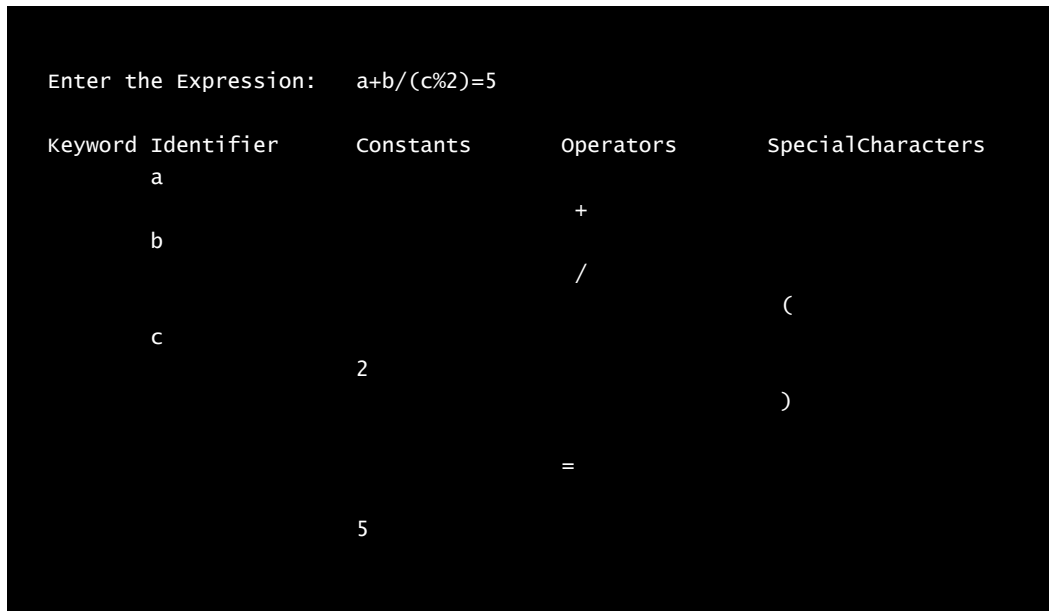 Enter the Expression: a+b/(c%2)=5
Keyword Identifier Constants Operators SpecialCharacters
a
+
b
/
(
c
2
)
=
5